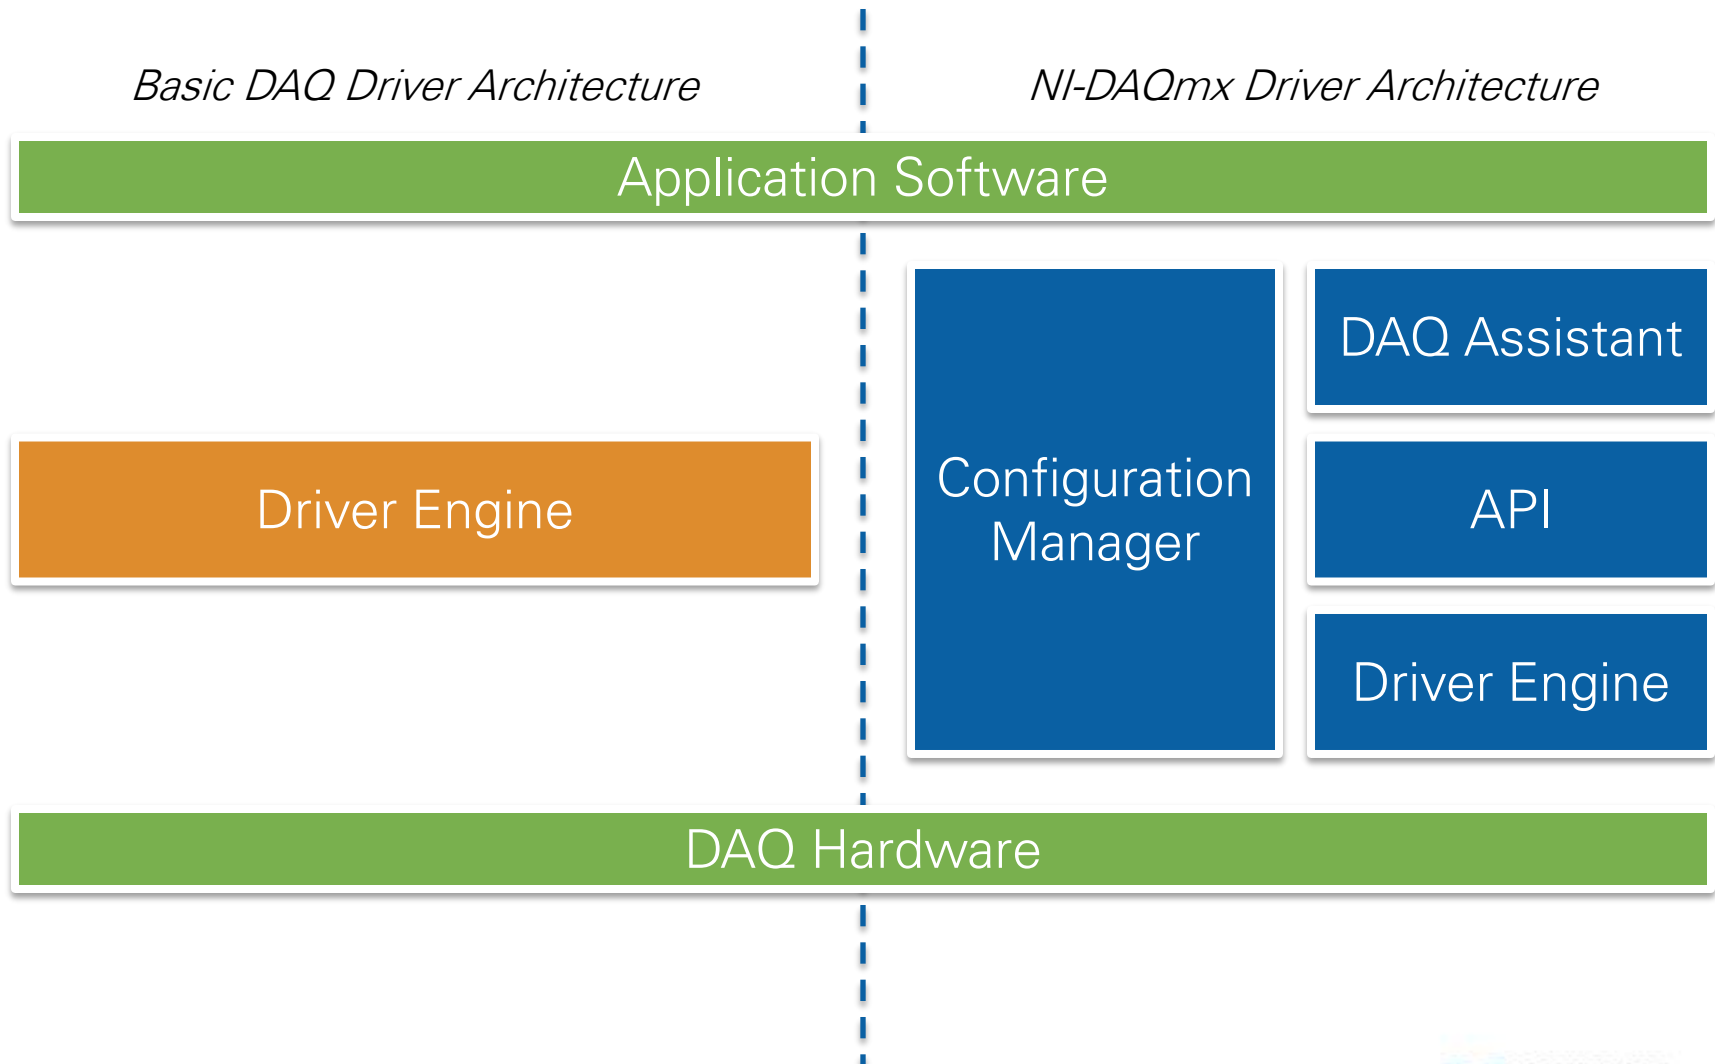 Basic DAQ Driver Architecture
NI-DAQmx Driver Architecture
Application Software
Driver Engine
Configuration
Manager
DAQ Assistant
API
Driver Engine
DAQ Hardware